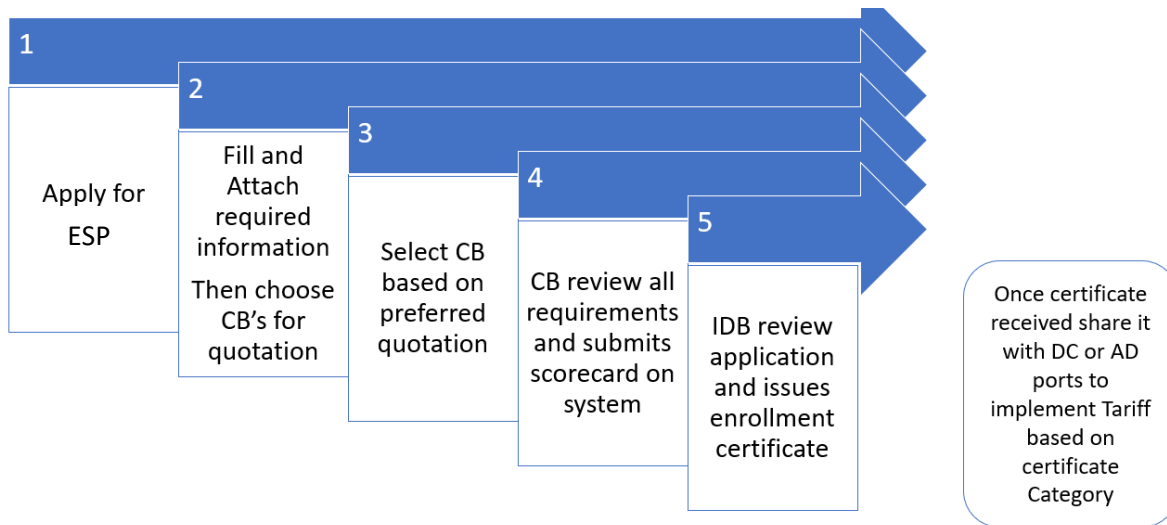 1
Apply for
ESP
2
Fill and
Attach
required
information
Then choose
CB's for
quotation
3
Select CB
based on
preferred
quotation
4
CB review all
requirements
and submits
scorecard on
system
5
IDB review
application
and issues
enrollment
certificate
Once certificate
received share it
with DC or AD
ports to
implement Tariff
based on
certificate
Category